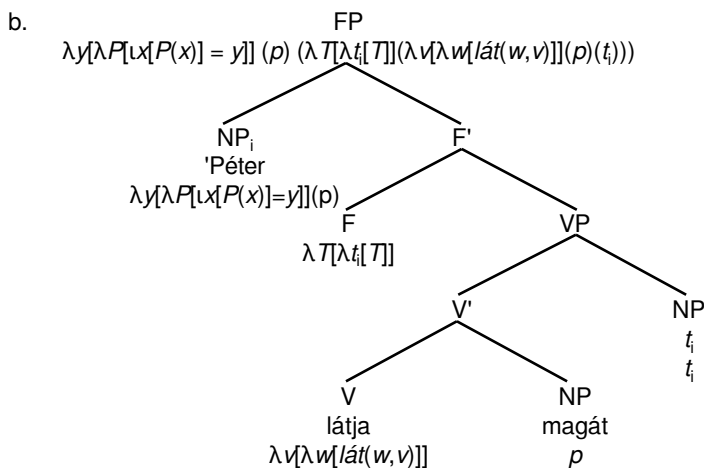 b.
FP
λy[λP[ιx[P(x)] = y]] (p) (λT[λtᵢ[T]](λv[λw[lát(w,v)]](p)(tᵢ)))
NPᵢ F'
'Péter
λy[λP[ιx[P(x)]=y]](p)
F VP
λT[λtᵢ[T]]
V' NP
tᵢ
tᵢ
V NP
látja magát
λv[λw[lát(w,v)]] p